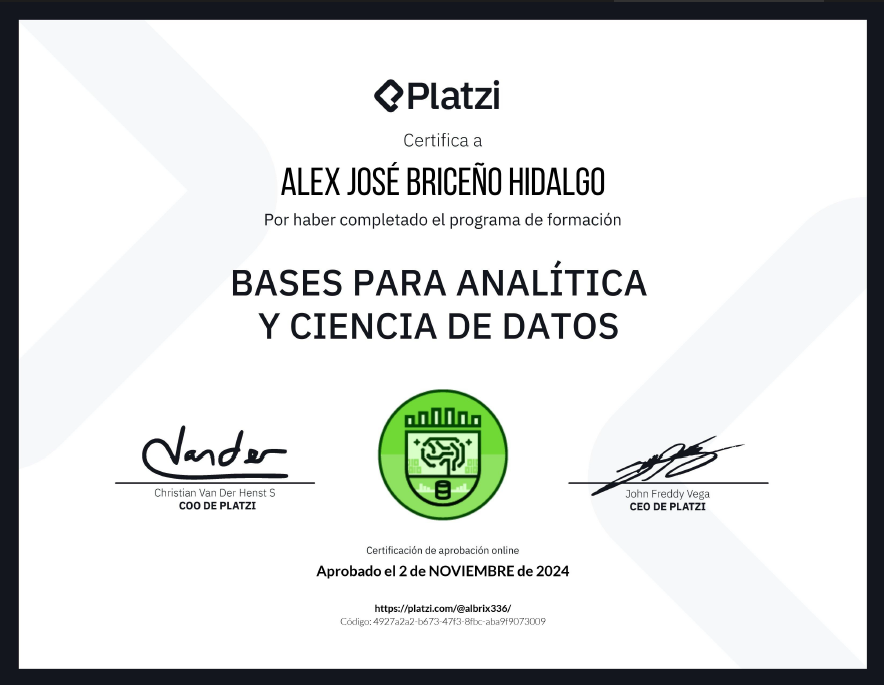 Platzi
Certifica a
ALEX JOSÉ BRICEÑO HIDALGO
Por haber completado el programa de formación
BASES PARA ANALÍTICA
Y CIENCIA DE DATOS
Vander
Christian Van Der Henst S
COO DE PLATZI
John Freddy Vega
CEO DE PLATZI
Certificación de aprobación online
Aprobado el 2 de NOVIEMBRE de 2024
https://platzi.com/@albrix336/
Código: 4927a2a2-b673-47f3-8fbc-aba9f9073009